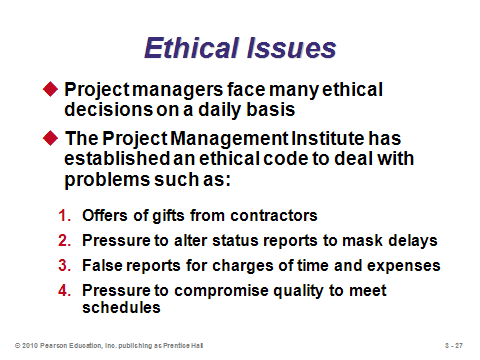 Ethical Issues
Project managers face many ethical
decisions on a daily basis
The Project Management Institute has
established an ethical code to deal with
problems such as:
1. Offers of gifts from contractors
2. Pressure to alter status reports to mask delays
3. False reports for charges of time and expenses
4. Pressure to compromise quality to meet
schedules
© 2010 Pearson Education, Inc. publishing as Prentice Hall
3 - 27